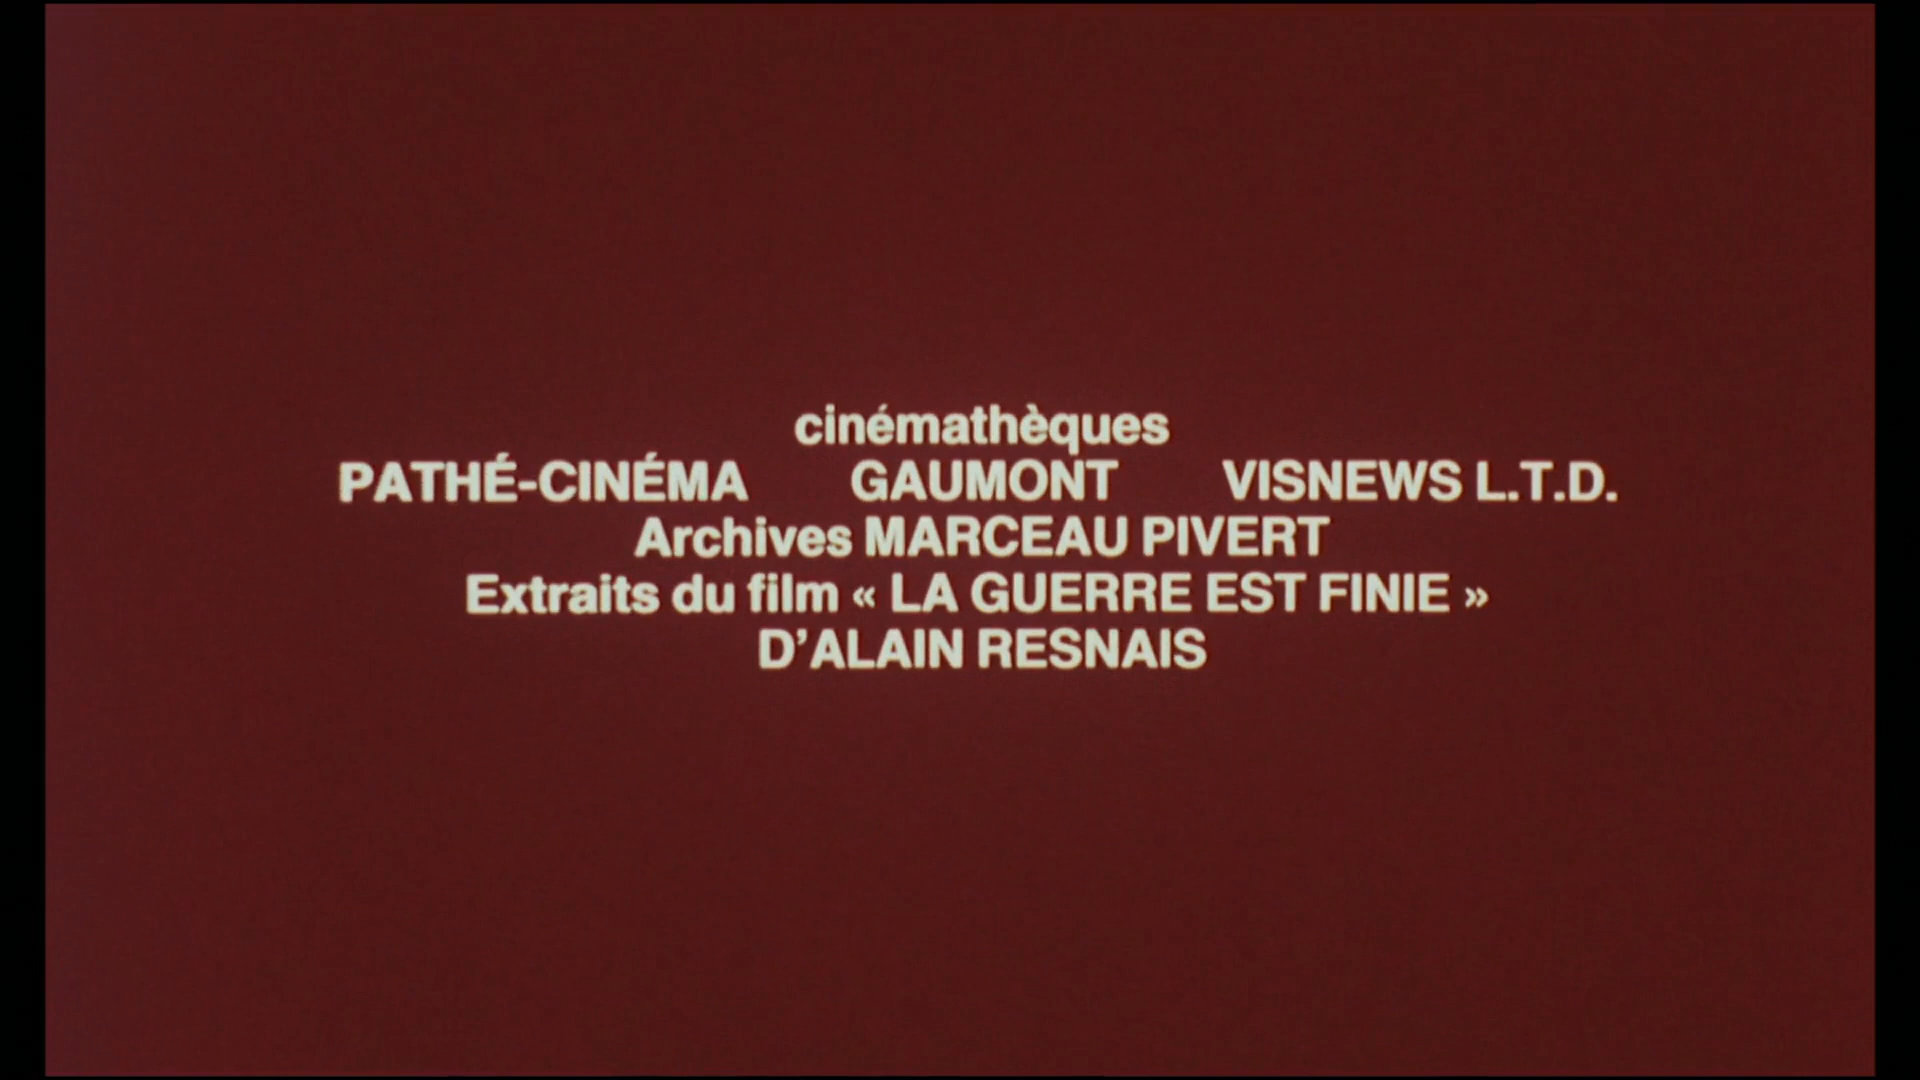 cinémathèques
PATHÉ-CINÉMA GAUMONT VISNEWS L.T.D.
Archives MARCEAU PIVERT
Extraits du film « LA GUERRE EST FINIE »
D'ALAIN RESNAIS